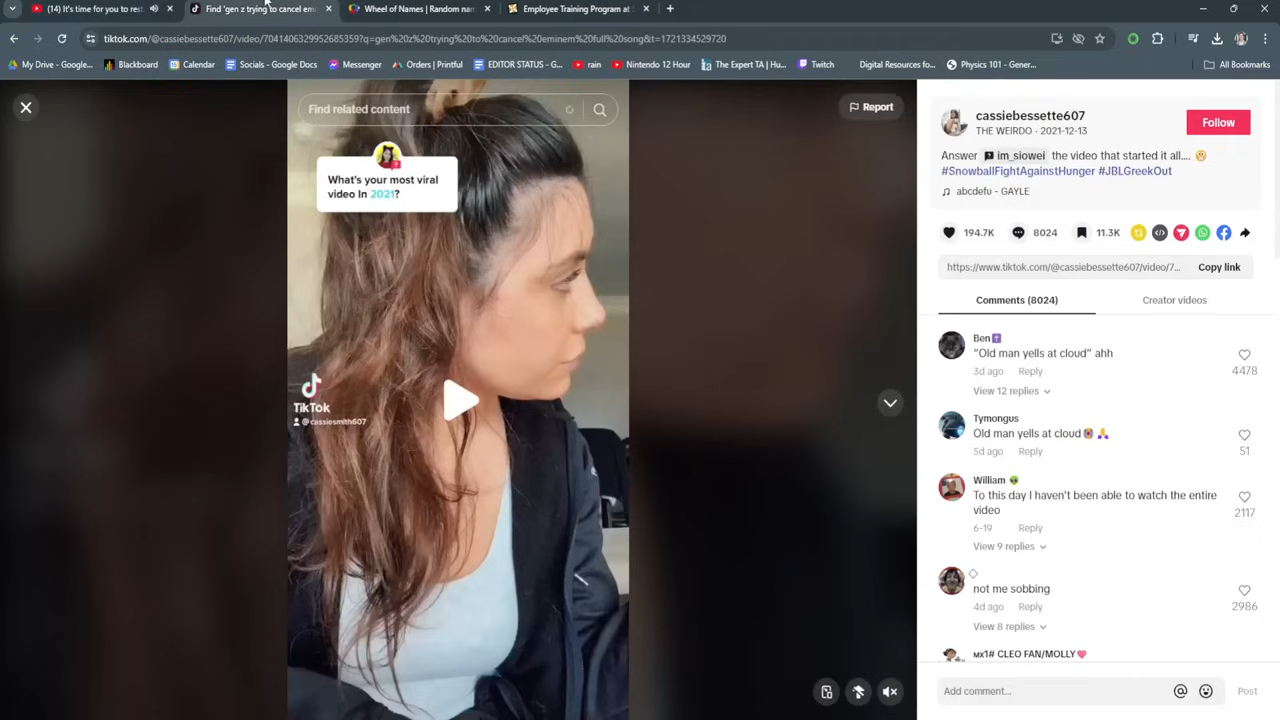 (14) It's time for you to rest
Find 'gen z trying to cancel emi
Wheel of Names | Random nam
Employee Training Program at
tiktok.com/@cassiebessette607/video/7041406329952685359?q=gen%20z%20trying%20to%20cancel%20eminem%20full%20song&t=1721334529720
My Drive - Google...
Blackboard
Calendar
Socials - Google Docs
Messenger
Orders | Printful
EDITOR STATUS - G...
rain
Nintendo 12 Hour
The Expert TA | Hu...
Twitch
Digital Resources fo...
Physics 101 - Gener...
All Bookmarks
Find related content
Report
What's your most viral
video In 2021?
TikTok
@cassiesmith607
cassiebessette607
THE WEIRDO - 2021-12-13
Follow
Answer im_siowei the video that started it all....
#SnowballFightAgainstHunger #JBLGreekOut
abcdefu - GAYLE
194.7K
8024
11.3K
https://www.tiktok.com/@cassiebessette607/video/7...
Copy link
Comments (8024)
Creator videos
Ben
"Old man yells at cloud" ahh
3d ago Reply
4478
View 12 replies
Tymongus
Old man yells at cloud
5d ago Reply
51
William
To this day I haven't been able to watch the entire
video
2117
6-19 Reply
View 9 replies
not me sobbing
4d ago Reply
2986
View 8 replies
мx1# CLEO FAN/MOLLY
Add comment...
Post